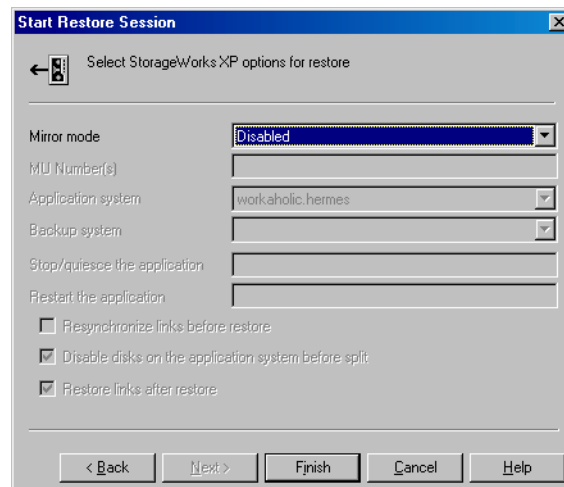 Start Restore Session
Select StorageWorks XP options for restore
Mirror mode
Disabled
MU Number(s)
Application system
workaholic.hermes
Backup system
Stop/quiesce the application
Restart the application
Resynchronize links before restore
Disable disks on the application system before split
Restore links after restore
< Back
Next >
Finish
Cancel
Help